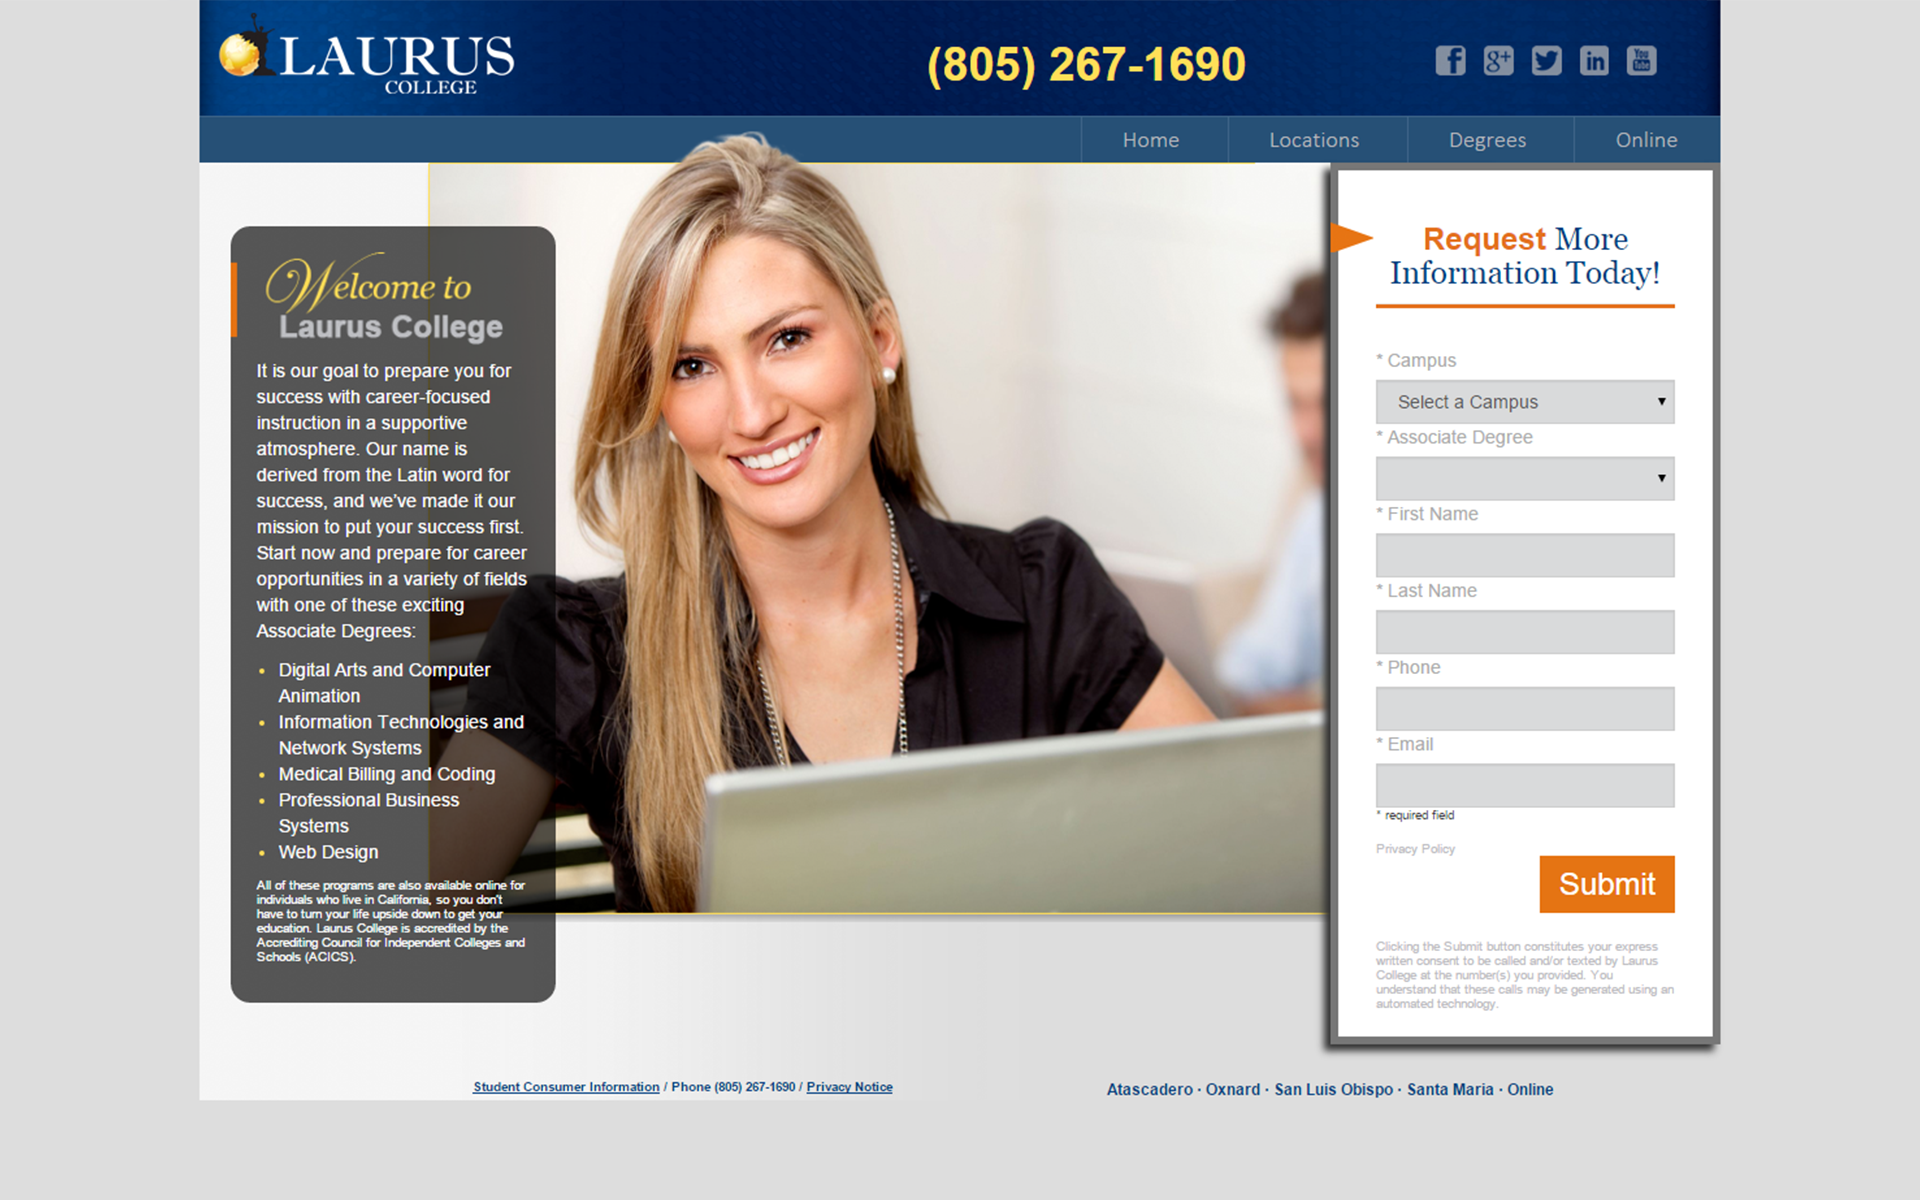 LAURUS
COLLEGE
(805) 267-1690
f g+ in You Tube
Home Locations Degrees Online
Welcome to
Laurus College
It is our goal to prepare you for
success with career-focused
instruction in a supportive
atmosphere. Our name is
derived from the Latin word for
success, and we've made it our
mission to put your success first.
Start now and prepare for career
opportunities in a variety of fields
with one of these exciting
Associate Degrees:
• Digital Arts and Computer
Animation
• Information Technologies and
Network Systems
• Medical Billing and Coding
• Professional Business
Systems
• Web Design
All of these programs are also available online for
individuals who live in California, so you don't
have to turn your life upside down to get your
education. Laurus College is accredited by the
Accrediting Council for Independent Colleges and
Schools (ACICS).
Request More
Information Today!
* Campus
Select a Campus
* Associate Degree
* First Name
* Last Name
* Phone
* Email
* required field
Privacy Policy
Submit
Clicking the Submit button constitutes your express
written consent to be called and/or texted by Laurus
College at the number(s) you provided. You
understand that these calls may be generated using an
automated technology.
Student Consumer Information / Phone (805) 267-1690 / Privacy Notice
Atascadero · Oxnard · San Luis Obispo · Santa Maria · Online